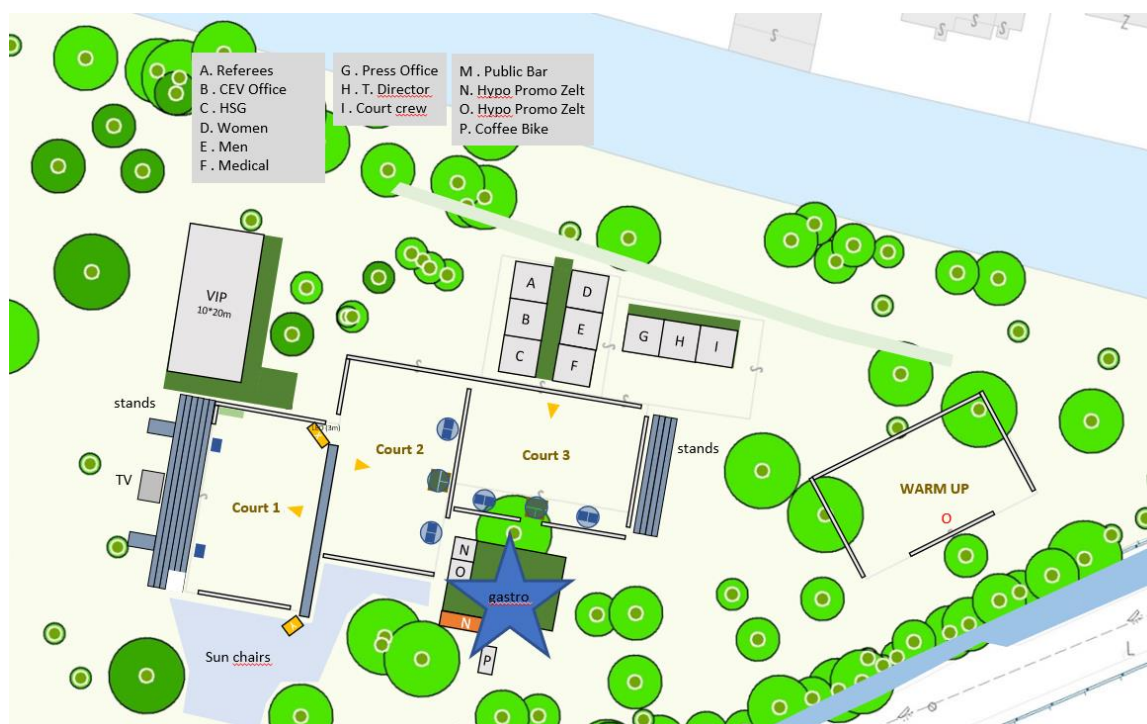 S
S
S
S
Z
A. Referees
B . CEV Office
C . HSG
D. Women
E . Men
F . Medical
G . Press Office
H . T. Director
I . Court crew
M . Public Bar
N. Hypo Promo Zelt
O. Hypo Promo Zelt
P. Coffee Bike
VIP
10*20m
A
D
B
E
C
F
G
H
I
S
S
S
S
stands
(3m)
Court 2
Court 3
stands
TV
S
Court 1
WARM UP
O
S
N
O
gastro
N
P
Sun chairs
L